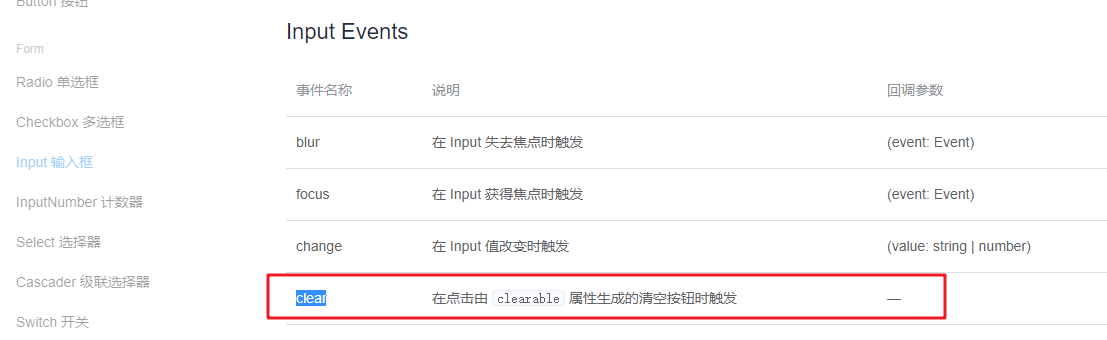 Button 按钮
Form
Radio 单选框
Checkbox 多选框
Input 输入框
InputNumber 计数器
Select 选择器
Cascader 级联选择器
Switch 开关
Input Events
事件名称 说明 回调参数
blur 在 Input 失去焦点时触发 (event: Event)
focus 在 Input 获得焦点时触发 (event: Event)
change 在 Input 值改变时触发 (value: string | number)
clear 在点击由 clearable 属性生成的清空按钮时触发 —